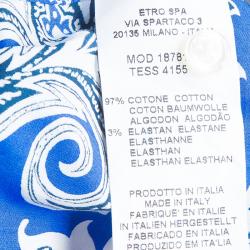 ETRO SPA
VIA SPARTACO 3
20135 MILANO - ITALIA
MOD 1878
TESS 4155
97% COTONE COTTON
COTON BAUMWOLLE
ALGODON ALGODÃO
3% ELASTAN ELASTANE
ELASTHANNE
ELASTHAN
ELASTAN
PRODOTTO IN ITALIA
MADE IN ITALY
FABRIQUE' EN ITALIE
IN ITALIEN HERGESTELLT
FABRICADO EN ITALIA
PRODUZIDO EM ITALIA